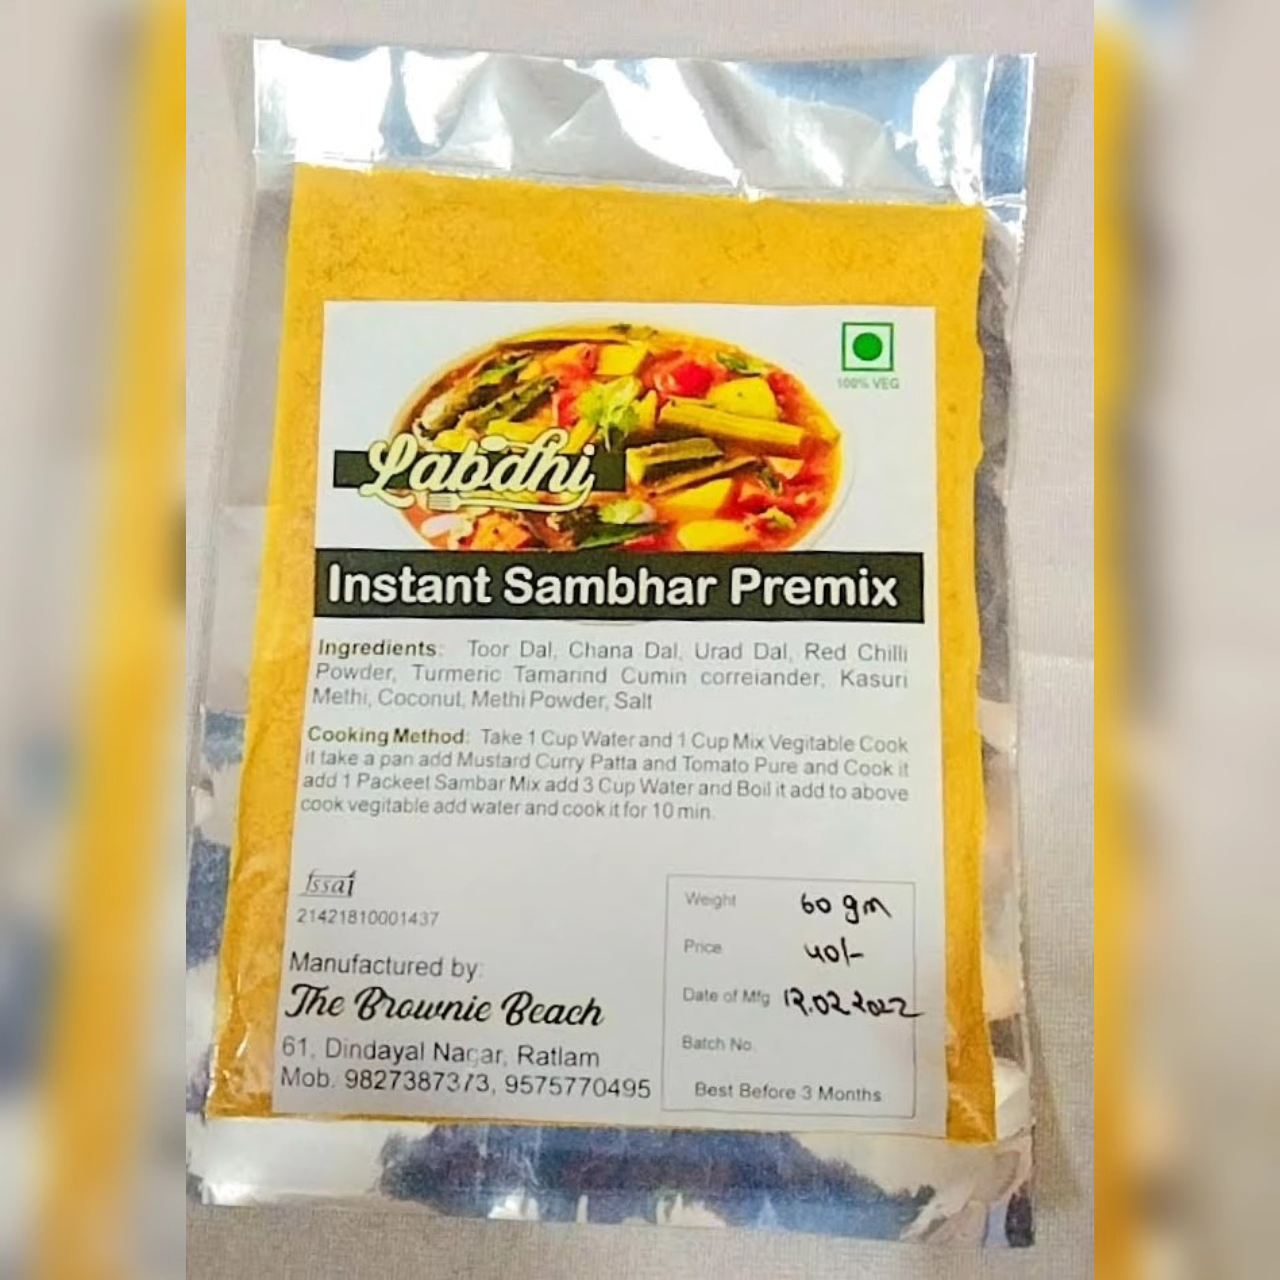 100% VEG
Labdhi
Instant Sambhar Premix
Ingredients: Toor Dal, Chana Dal, Urad Dal, Red Chilli
Powder, Turmeric Tamarind Cumin correiander, Kasuri
Methi, Coconut, Methi Powder, Salt
Cooking Method: Take 1 Cup Water and 1 Cup Mix Vegitable Cook
it take a pan add Mustard Curry Patta and Tomato Pure and Cook it
add 1 Packeet Sambar Mix add 3 Cup Water and Boil it add to above
cook vegitable add water and cook it for 10 min.
fssai
21421810001437
Manufactured by:
The Brownie Beach
61, Dindayal Nagar, Ratlam
Mob. 9827387373, 9575770495
Weight 60 gm
Price 40/-
Date of Mfg 12.02.2022
Batch No.
Best Before 3 Months